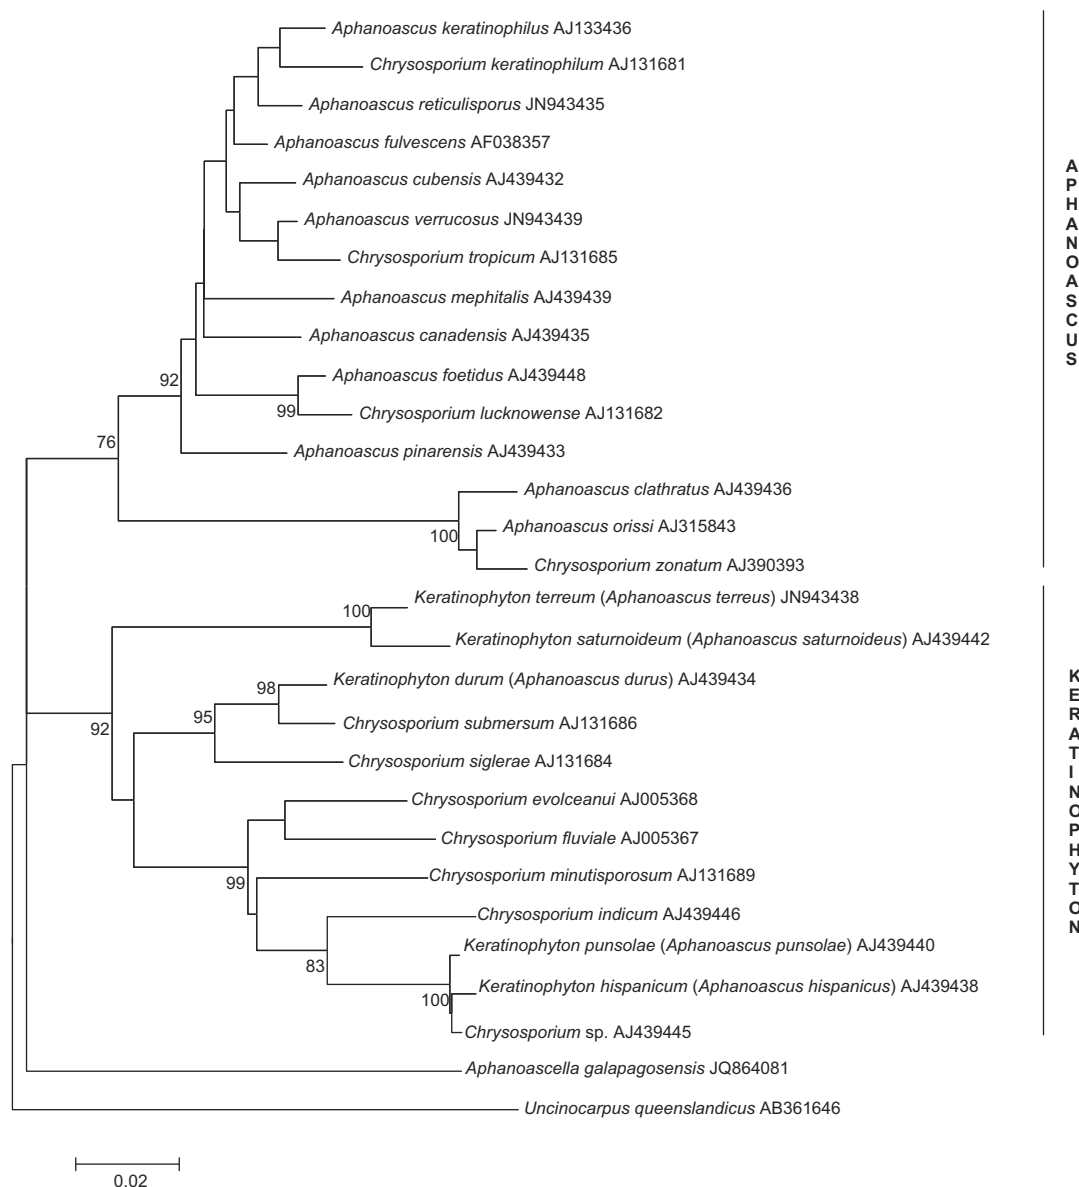 Aphanoascus keratinophilus AJ133436
Chrysosporium keratinophilum AJ131681
Aphanoascus reticulisporus JN943435
Aphanoascus fulvescens AF038357
Aphanoascus cubensis AJ439432
Aphanoascus verrucosus JN943439
Chrysosporium tropicum AJ131685
Aphanoascus mephitalis AJ439439
Aphanoascus canadensis AJ439435
92
Aphanoascus foetidus AJ439448
99
Chrysosporium lucknowense AJ131682
76
Aphanoascus pinarensis AJ439433
Aphanoascus clathratus AJ439436
100
Aphanoascus orissi AJ315843
Chrysosporium zonatum AJ390393
APHANOASCUS
100
Keratinophyton terreum (Aphanoascus terreus) JN943438
Keratinophyton saturnoideum (Aphanoascus saturnoideus) AJ439442
98
Keratinophyton durum (Aphanoascus durus) AJ439434
92
95
Chrysosporium submersum AJ131686
Chrysosporium siglerae AJ131684
Chrysosporium evolceanui AJ005368
Chrysosporium fluviale AJ005367
99
Chrysosporium minutisporosum AJ131689
Chrysosporium indicum AJ439446
83
Keratinophyton punsolae (Aphanoascus punsolae) AJ439440
100
Keratinophyton hispanicum (Aphanoascus hispanicus) AJ439438
Chrysosporium sp. AJ439445
KERATINOPHYTON
Aphanoascella galapagosensis JQ864081
Uncinocarpus queenslandicus AB361646
0.02